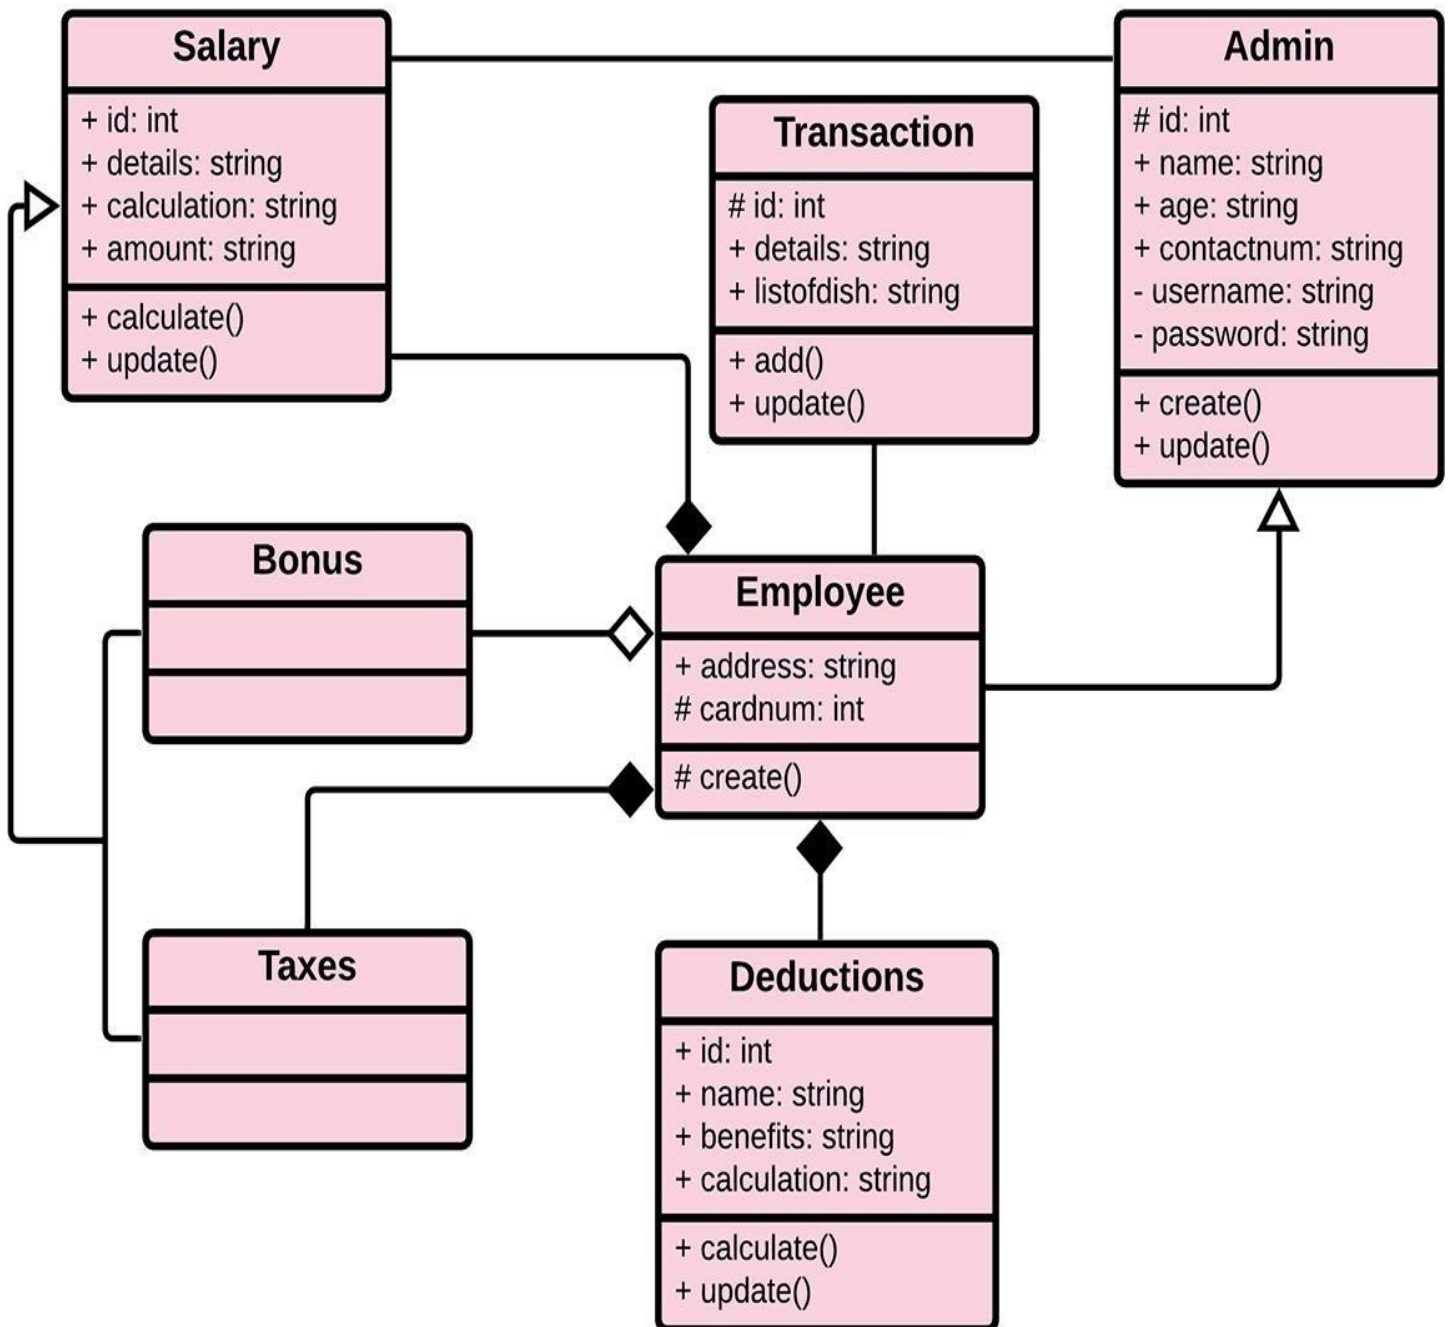 Salary
+ id: int
+ details: string
+ calculation: string
+ amount: string
+ calculate()
+ update()
Transaction
# id: int
+ details: string
+ listofdish: string
+ add()
+ update()
Admin
# id: int
+ name: string
+ age: string
+ contactnum: string
- username: string
- password: string
+ create()
+ update()
Bonus
Employee
+ address: string
# cardnum: int
# create()
Taxes
Deductions
+ id: int
+ name: string
+ benefits: string
+ calculation: string
+ calculate()
+ update()